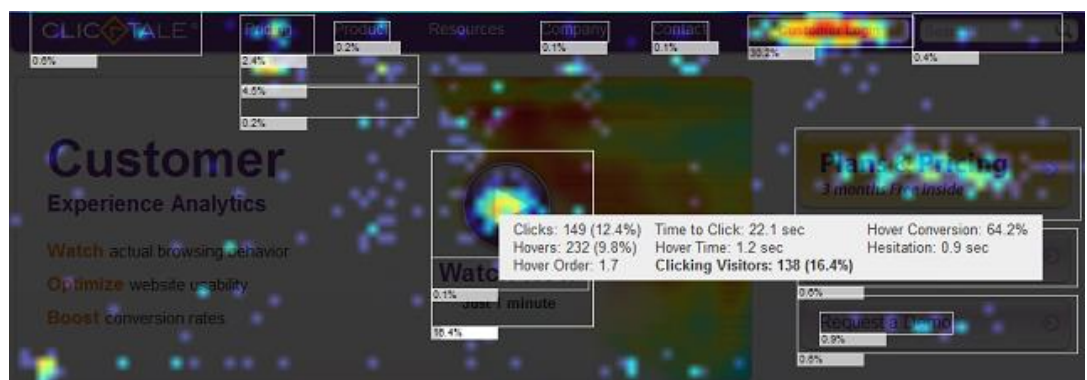 CLICKTALE
Pricing Product Resources Company Contact Customer Login
0.6% 2.4% 0.2% 0.1% 0.1% 0.4%
4.5%
0.2%
Customer
Experience Analytics
Watch actual browsing behavior
Optimize website usability
Boost conversion rates
Just 1 minute
0.1%
Clicks: 149 (12.4%) Time to Click: 22.1 sec Hover Conversion: 64.2%
Hovers: 232 (9.8%) Hover Time: 1.2 sec Hesitation: 0.9 sec
Hover Order: 1.7 Clicking Visitors: 138 (16.4%)
16.4%
Plans & Pricing
3 months Free inside
0.6%
Request a Demo
0.9%
0.6%